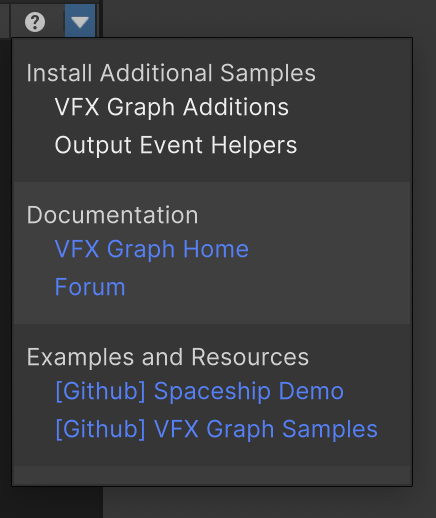 ?
Install Additional Samples
VFX Graph Additions
Output Event Helpers
Documentation
VFX Graph Home
Forum
Examples and Resources
[Github] Spaceship Demo
[Github] VFX Graph Samples